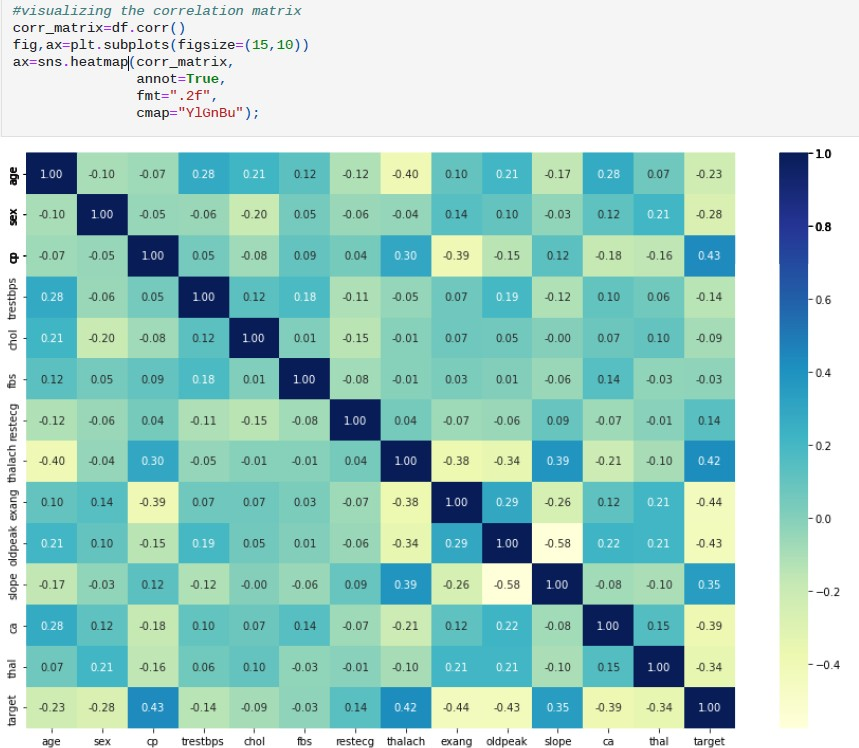 #visualizing the correlation matrix
corr_matrix=df.corr()
fig,ax=plt.subplots(figsize=(15,10))
ax=sns.heatmap(corr_matrix,
annot=True,
fmt=".2f",
cmap="YlGnBu");
age 1.00 -0.10 -0.07 0.28 0.21 0.12 -0.12 -0.40 0.10 0.21 -0.17 0.28 0.07 -0.23
sex -0.10 1.00 -0.05 -0.06 -0.20 0.05 -0.06 -0.04 0.14 0.10 -0.03 0.12 0.21 -0.28
cp -0.07 -0.05 1.00 0.05 -0.08 0.09 0.04 0.30 -0.39 -0.15 0.12 -0.18 -0.16 0.43
trestbps 0.28 -0.06 0.05 1.00 0.12 0.18 -0.11 -0.05 0.07 0.19 -0.12 0.10 0.06 -0.14
chol 0.21 -0.20 -0.08 0.12 1.00 0.01 -0.15 -0.01 0.07 0.05 -0.00 0.07 0.10 -0.09
fbs 0.12 0.05 0.09 0.18 0.01 1.00 -0.08 -0.01 0.03 0.01 -0.06 0.14 -0.03 -0.03
restecg -0.12 -0.06 0.04 -0.11 -0.15 -0.08 1.00 0.04 -0.07 -0.06 0.09 -0.07 -0.01 0.14
thalach -0.40 -0.04 0.30 -0.05 -0.01 -0.01 0.04 1.00 -0.38 -0.34 0.39 -0.21 -0.10 0.42
exang 0.10 0.14 -0.39 0.07 0.07 0.03 -0.07 -0.38 1.00 0.29 -0.26 0.12 0.21 -0.44
oldpeak 0.21 0.10 -0.15 0.19 0.05 0.01 -0.06 -0.34 0.29 1.00 -0.58 0.22 0.21 -0.43
slope -0.17 -0.03 0.12 -0.12 -0.00 -0.06 0.09 0.39 -0.26 -0.58 1.00 -0.08 -0.10 0.35
ca 0.28 0.12 -0.18 0.10 0.07 0.14 -0.07 -0.21 0.12 0.22 -0.08 1.00 0.15 -0.39
thal 0.07 0.21 -0.16 0.06 0.10 -0.03 -0.01 -0.10 0.21 0.21 -0.10 0.15 1.00 -0.34
target -0.23 -0.28 0.43 -0.14 -0.09 -0.03 0.14 0.42 -0.44 -0.43 0.35 -0.39 -0.34 1.00
age sex cp trestbps chol fbs restecg thalach exang oldpeak slope ca thal target
1.0
0.8
0.6
0.4
0.2
0.0
−0.2
−0.4